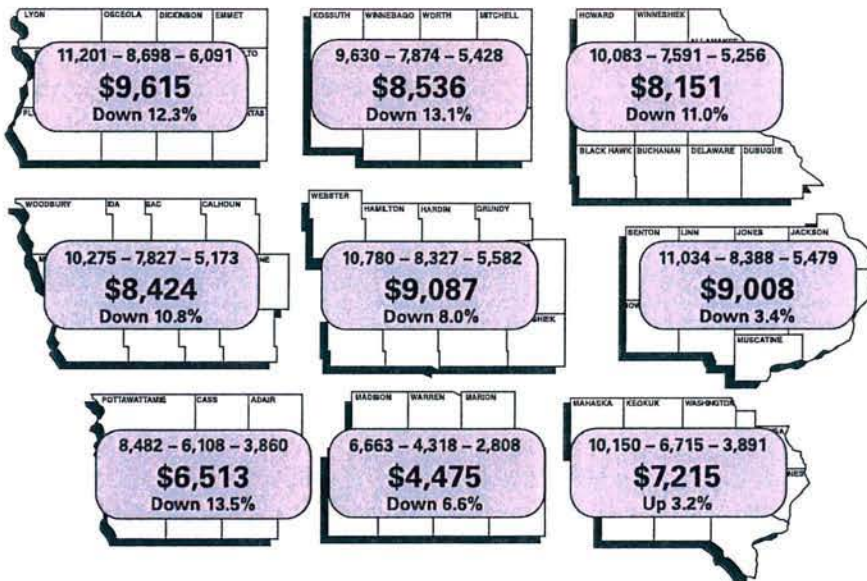 LYON OSCEOLA DICKINSON EMMET
11,201 – 8,698 – 6,091
$9,615
Down 12.3%
KOSSUTH WINNEBAGO WORTH MITCHELL
9,630 – 7,874 – 5,428
$8,536
Down 13.1%
HOWARD WINNESHIEK
10,083 – 7,591 – 5,256
$8,151
Down 11.0%
BLACK HAWK BUCHANAN DELAWARE DUBUQUE
WOODBURY IDA SAC CALHOUN
10,275 – 7,827 – 5,173
$8,424
Down 10.8%
WEBSTER
HAMILTON HARDIN GRUNDY
10,780 – 8,327 – 5,582
$9,087
Down 8.0%
BENTON LINN JONES JACKSON
11,034 – 8,388 – 5,479
$9,008
Down 3.4%
MUSCATINE
POTTAWATTAMIE CASS ADAIR
8,482 – 6,108 – 3,860
$6,513
Down 13.5%
MADISON WARREN MARION
6,663 – 4,318 – 2,808
$4,475
Down 6.6%
MAHASKA KEOKUK WASHINGTON
10,150 – 6,715 – 3,891
$7,215
Up 3.2%